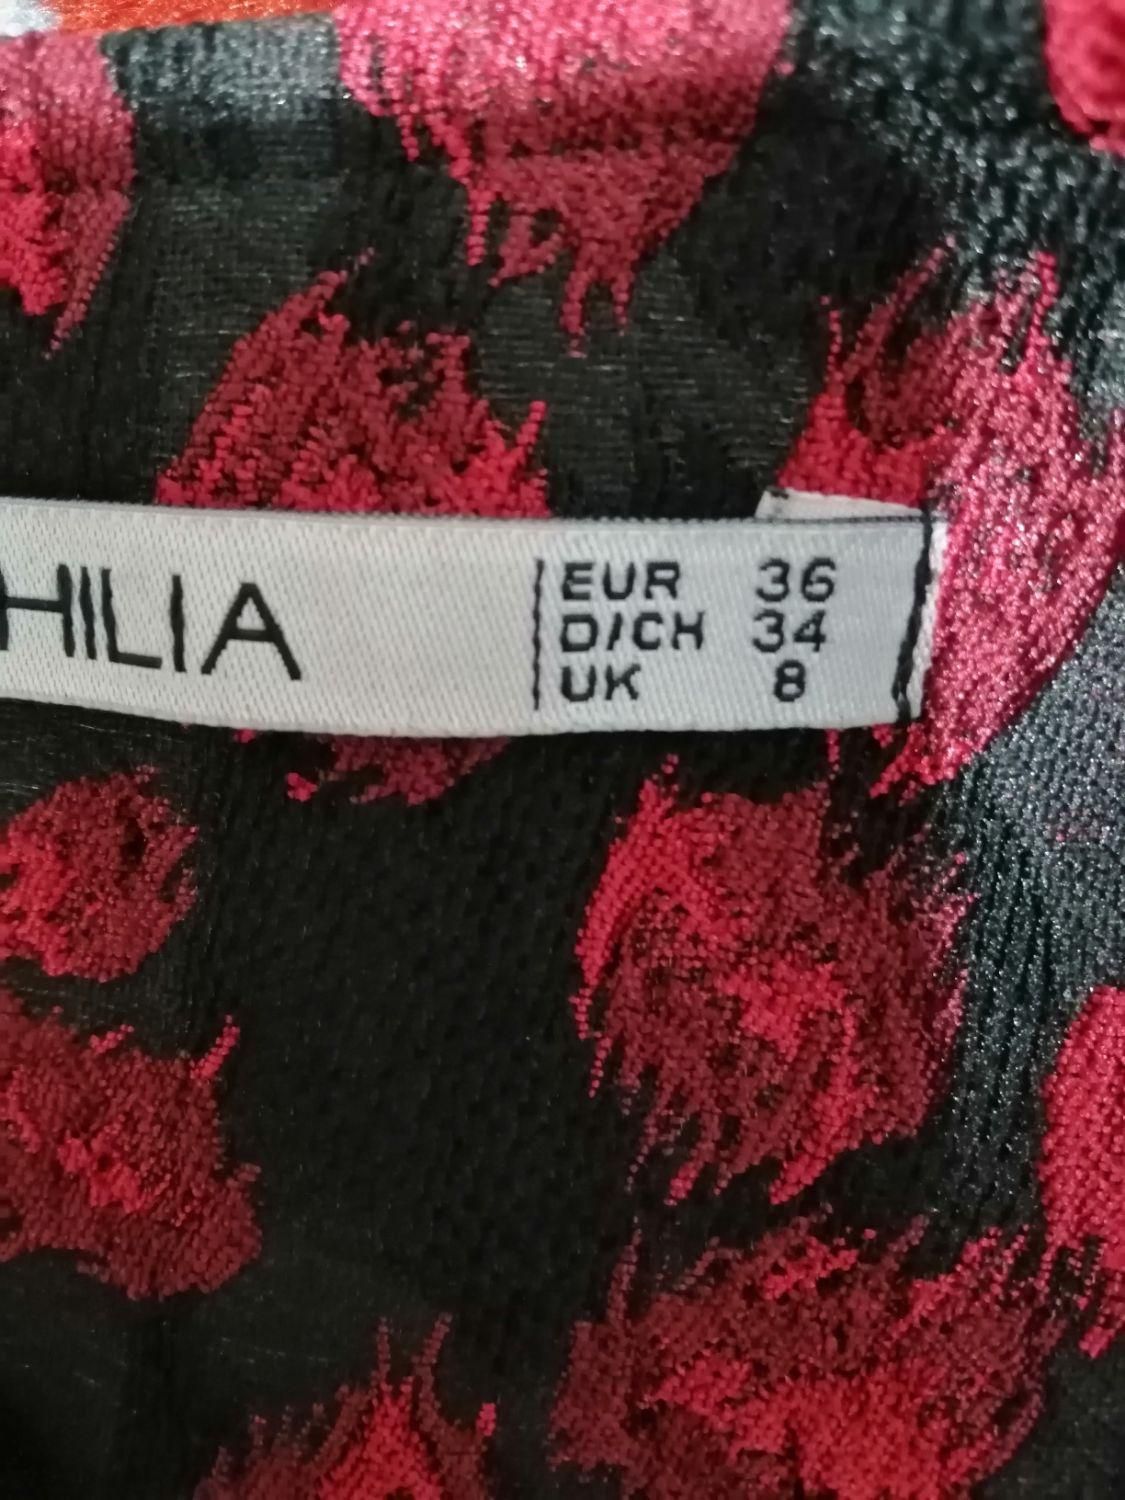 HILIA
EUR 36
D/CH 34
UK 8